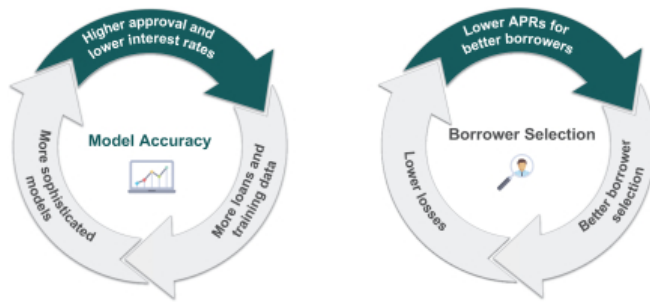 Higher approval and
lower interest rates
Model Accuracy
More loans and
training data
More sophisticated
models
Lower APRs for
better borrowers
Borrower Selection
Better borrower
selection
Lower losses